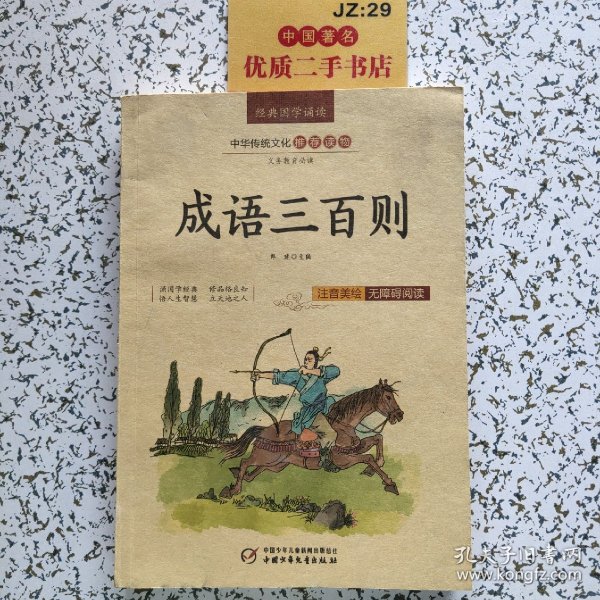 JZ:29
中国著名
优质二手书店
经典国学诵读
中华传统文化推荐读物
义务教育必读
成语三百则
郎建◎主编
诵国学经典 修品格良知
悟人生智慧 立天地之人
注音美绘 无障碍阅读
中国少年儿童新闻出版总社
中国少年儿童出版社
孔夫子旧书网
www.kongfz.com